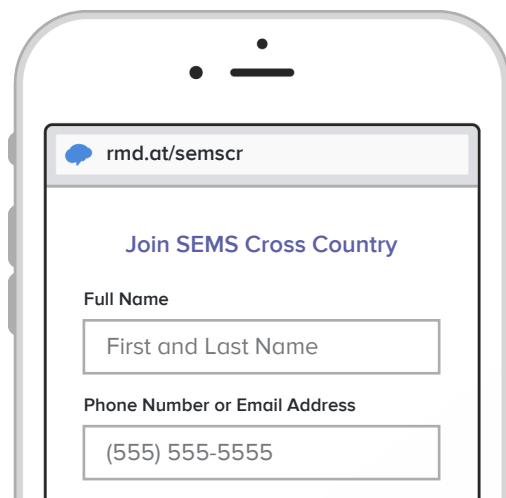 rmd.at/semscr
Join SEMS Cross Country
Full Name
First and Last Name
Phone Number or Email Address
(555) 555-5555